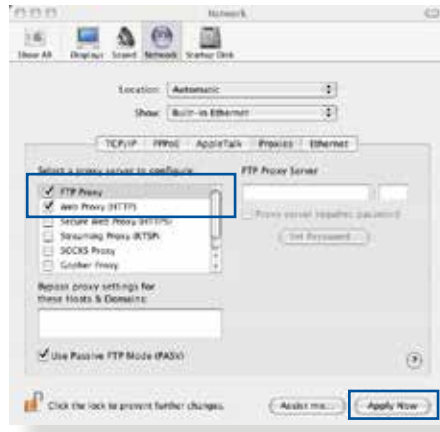 Network
Show All Displays Sound Network Startup Disk
Location: Automatic
Show: Built-in Ethernet
TCP/IP PPPoE AppleTalk Proxies Ethernet
Select a proxy server to configure FTP Proxy Server
FTP Proxy
Web Proxy (HTTP)
Secure Web Proxy (HTTPS)
Proxy server requires password
Streaming Proxy (RTSP)
Set Password...
SOCKS Proxy
Gopher Proxy
Bypass proxy settings for
these Hosts & Domains:
Use Passive FTP Mode (PASV)
?
Click the lock to prevent further changes.
Assist me...
Apply Now